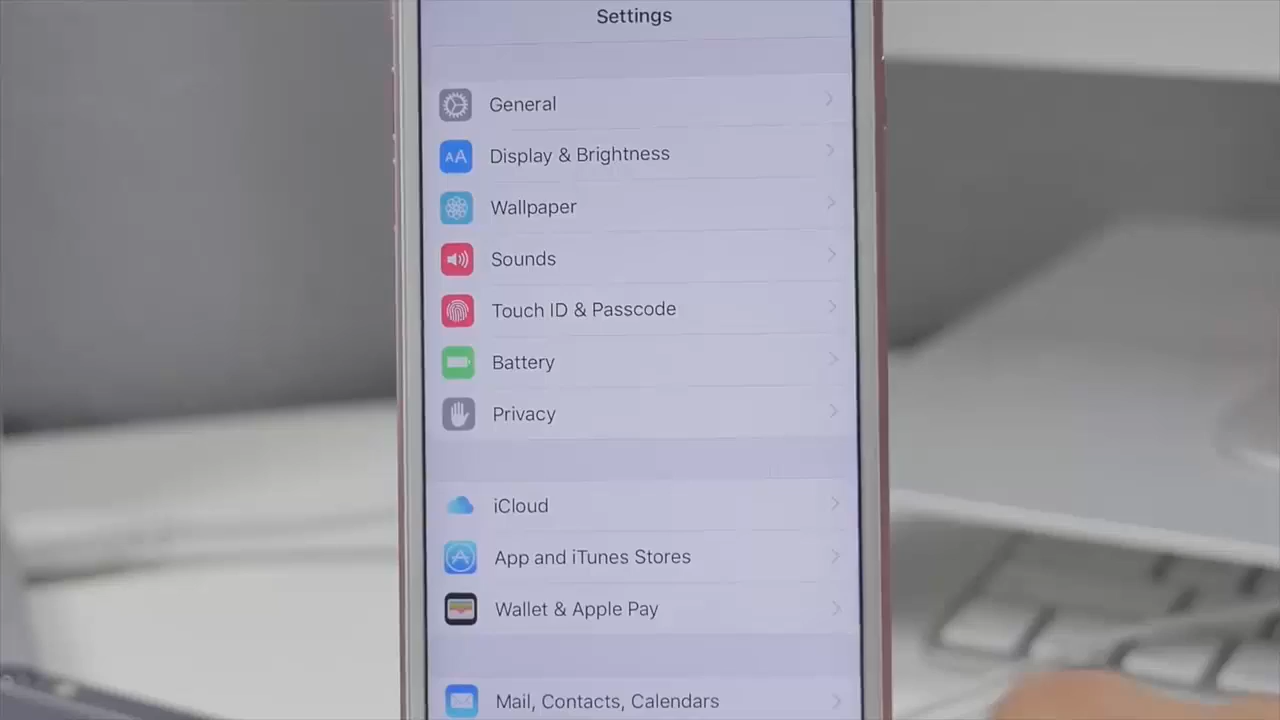 Settings
General
AA Display & Brightness
Wallpaper
Sounds
Touch ID & Passcode
Battery
Privacy
iCloud
App and iTunes Stores
Wallet & Apple Pay
Mail, Contacts, Calendars